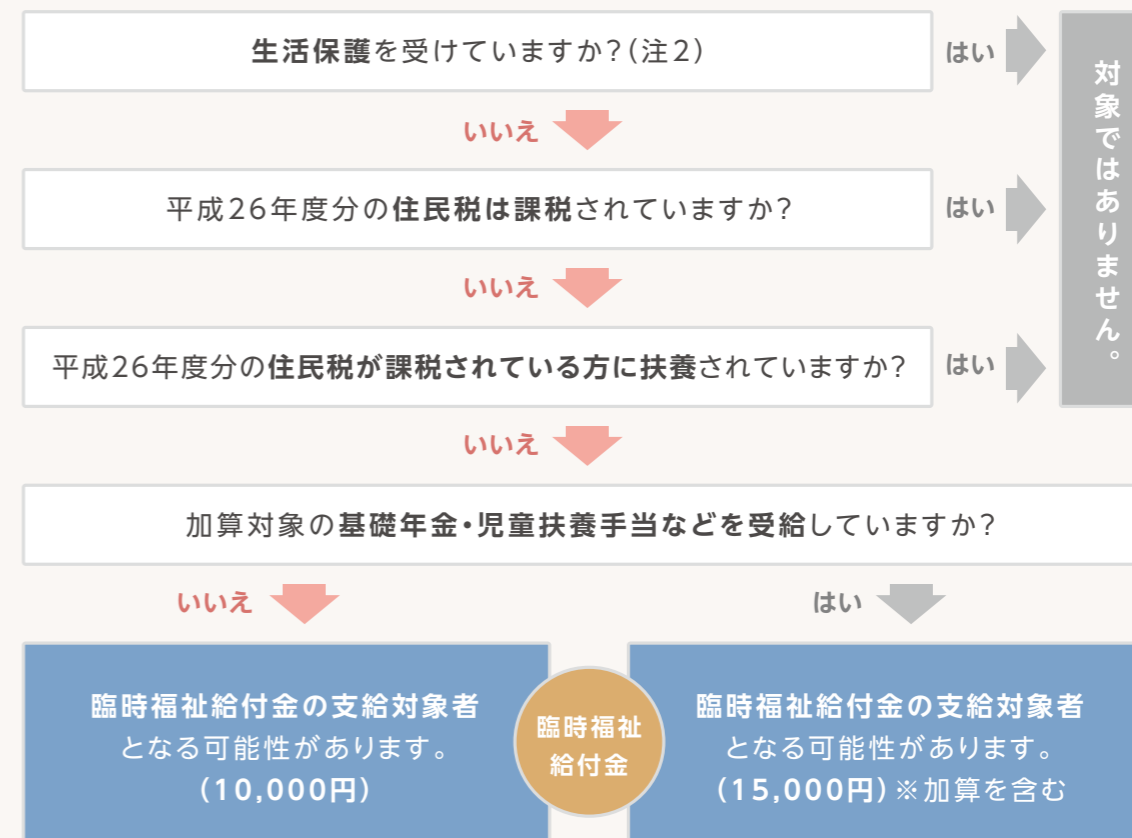 生活保護を受けていますか？（注２）
はい
いいえ
平成26年度分の住民税は課税されていますか？
はい
いいえ
平成26年度分の住民税が課税されている方に扶養されていますか？
はい
対象ではありません。
いいえ
加算対象の基礎年金・児童扶養手当などを受給していますか？
いいえ
はい
臨時福祉給付金の支給対象者
となる可能性があります。
（10,000円）
臨時福祉
給付金
臨時福祉給付金の支給対象者
となる可能性があります。
（15,000円）※加算を含む